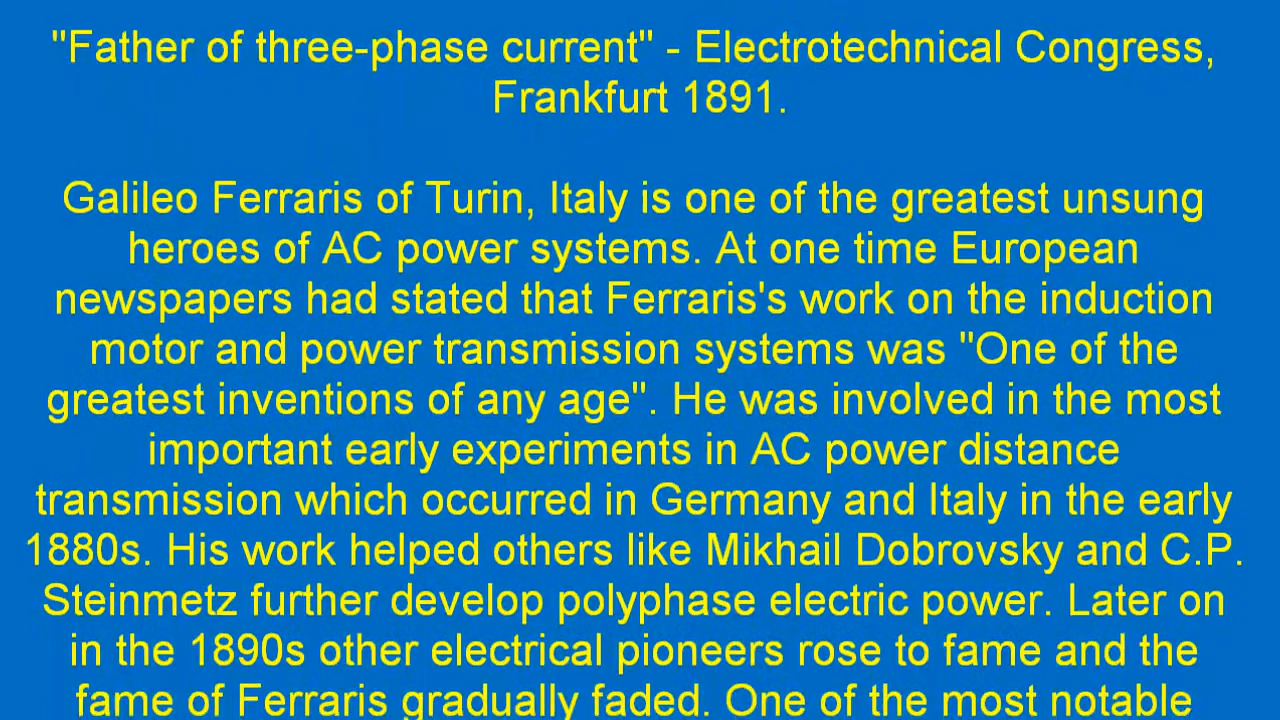 "Father of three-phase current" - Electrotechnical Congress,
Frankfurt 1891.
Galileo Ferraris of Turin, Italy is one of the greatest unsung
heroes of AC power systems. At one time European
newspapers had stated that Ferraris's work on the induction
motor and power transmission systems was "One of the
greatest inventions of any age". He was involved in the most
important early experiments in AC power distance
transmission which occurred in Germany and Italy in the early
1880s. His work helped others like Mikhail Dobrovsky and C.P.
Steinmetz further develop polyphase electric power. Later on
in the 1890s other electrical pioneers rose to fame and the
fame of Ferraris gradually faded. One of the most notable